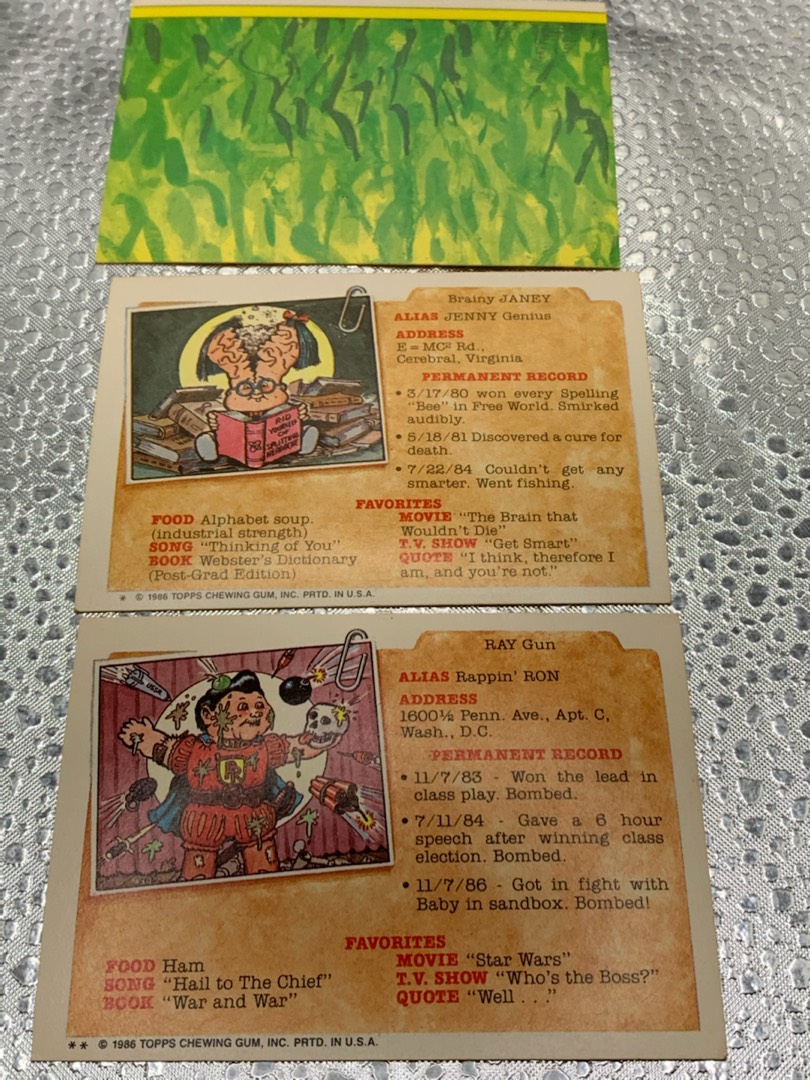 Brainy JANEY
ALIAS JENNY Genius
ADDRESS
E = MC² Rd.,
Cerebral, Virginia
PERMANENT RECORD
• 3/17/80 won every Spelling
"Bee" in Free World. Smirked
audibly.
• 5/18/81 Discovered a cure for
death.
• 7/22/84 Couldn't get any
smarter. Went fishing.
RID
YOURSELF
OF
SPLITTING
HEADACHE
FAVORITES
FOOD Alphabet soup.
(industrial strength)
SONG "Thinking of You"
BOOK Webster's Dictionary
(Post-Grad Edition)
MOVIE "The Brain that
Wouldn't Die"
T.V. SHOW "Get Smart"
QUOTE "I think, therefore I
am, and you're not."
* © 1986 TOPPS CHEWING GUM, INC. PRTD. IN U.S.A.
RAY Gun
ALIAS Rappin' RON
ADDRESS
1600½ Penn. Ave., Apt. C,
Wash., D.C.
PERMANENT RECORD
• 11/7/83 - Won the lead in
class play. Bombed.
• 7/11/84 - Gave a 6 hour
speech after winning class
election. Bombed.
• 11/7/86 - Got in fight with
Baby in sandbox. Bombed!
USSA
RR
FAVORITES
FOOD Ham
SONG "Hail to The Chief"
BOOK "War and War"
MOVIE "Star Wars"
T.V. SHOW "Who's the Boss?"
QUOTE "Well . . ."
** © 1986 TOPPS CHEWING GUM, INC. PRTD. IN U.S.A.